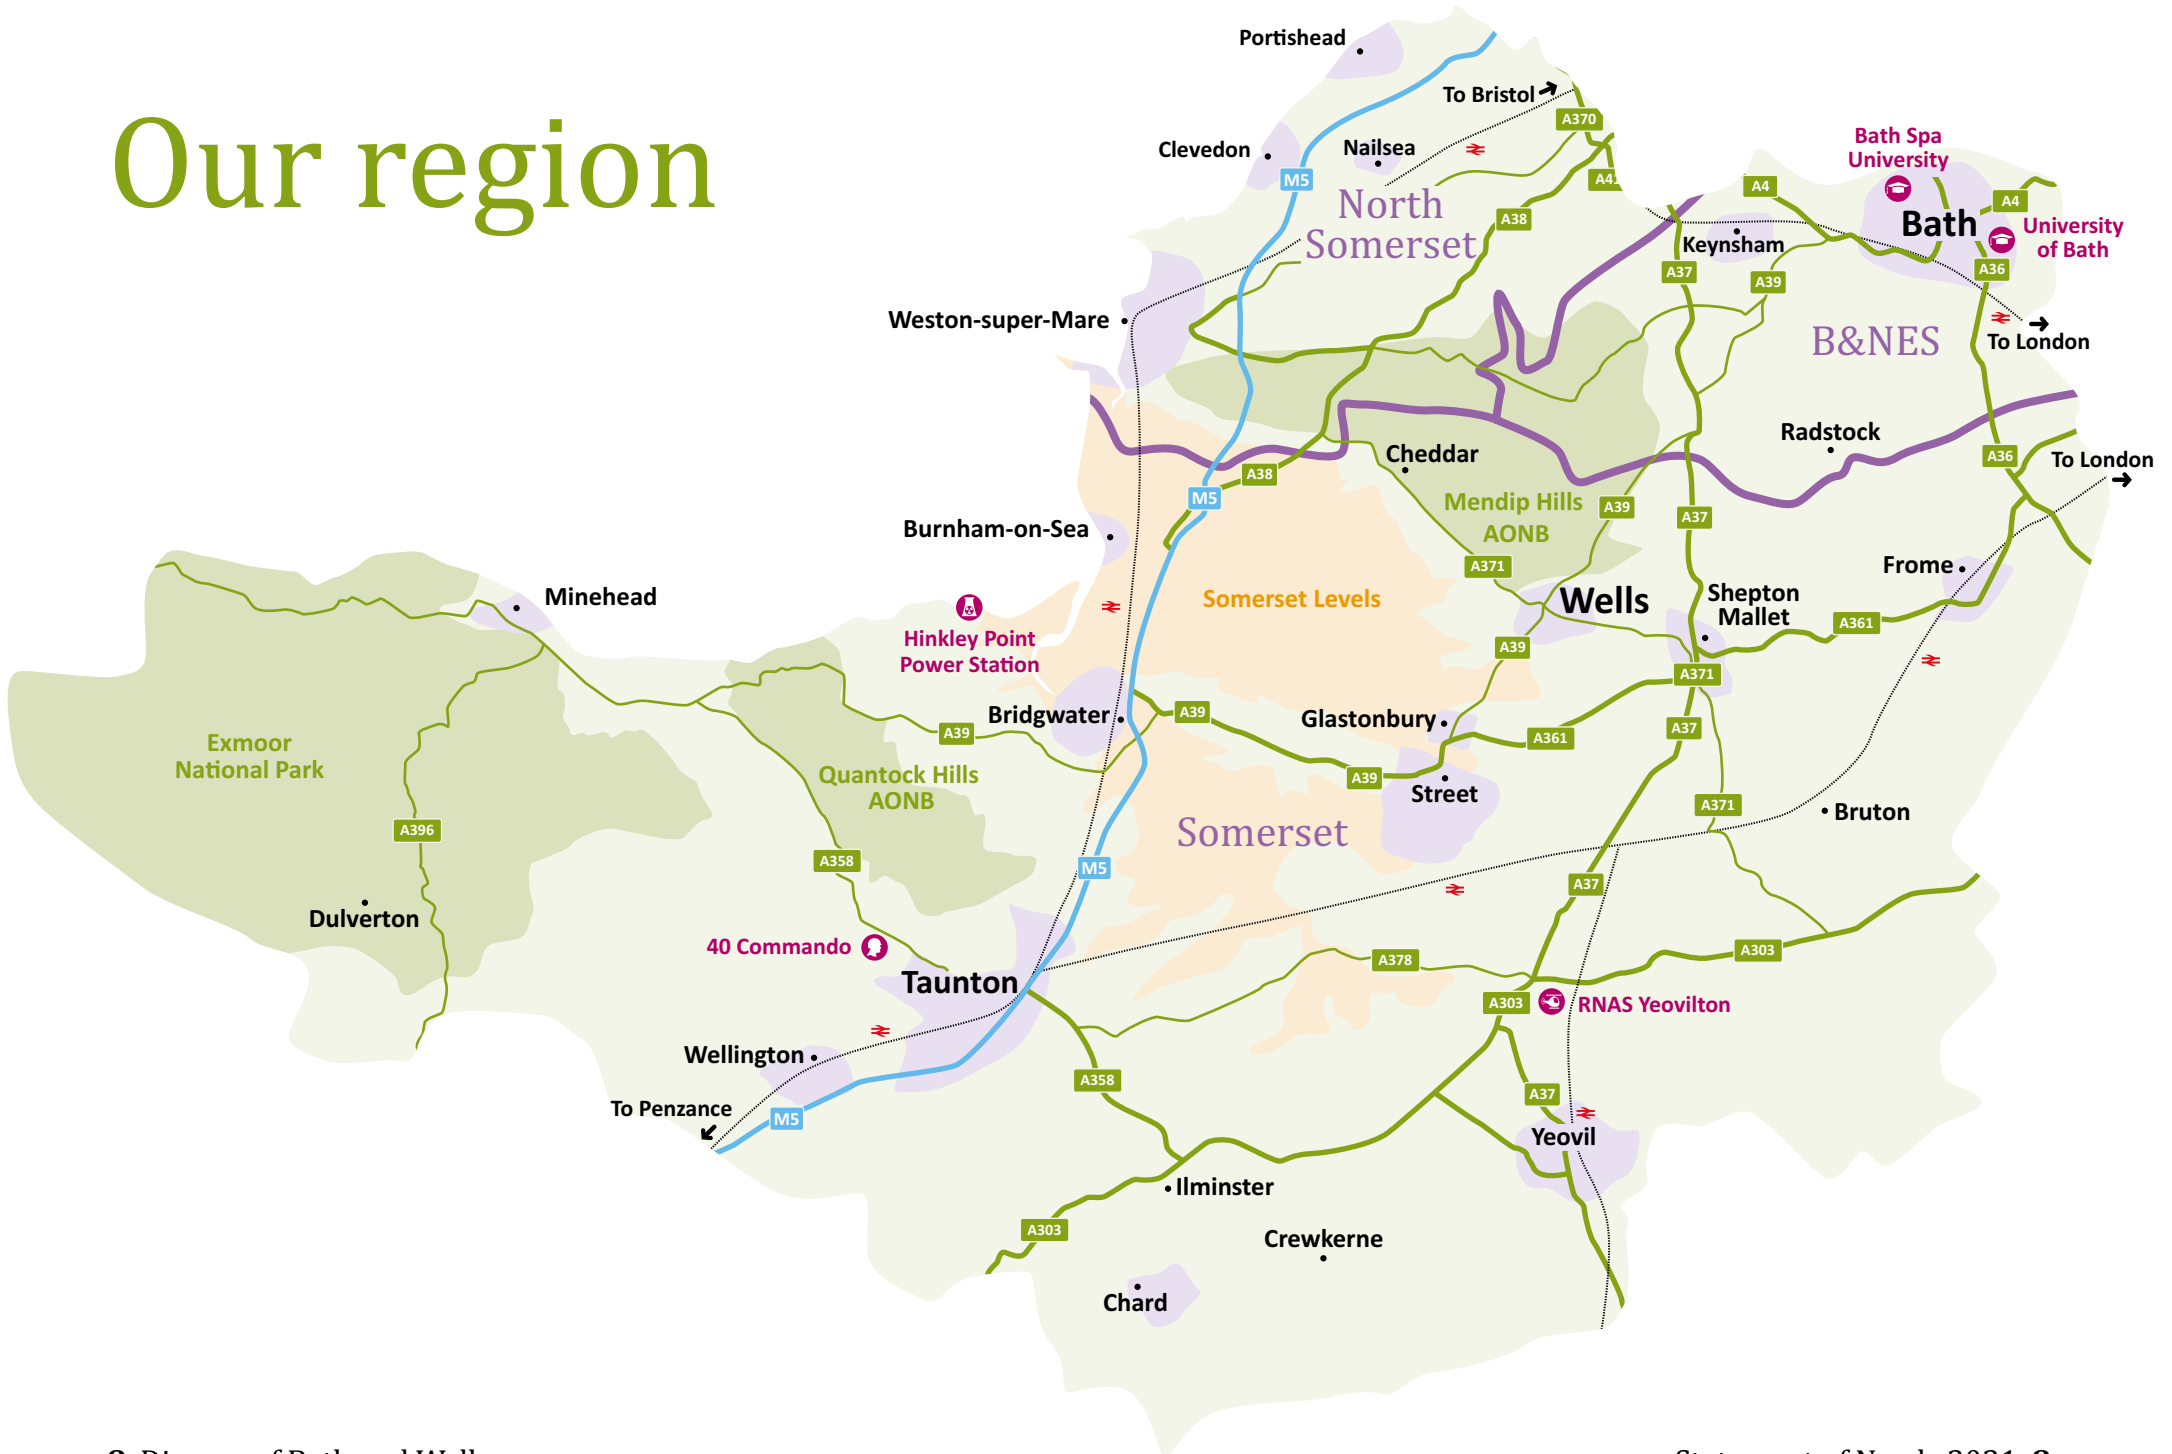 Our region
Portishead
To Bristol
A370
Clevedon
Nailsea
M5
A4
Bath Spa
University
A4
A4
North
Somerset
A38
Bath
University
of Bath
Keynsham
A37
A39
A36
Weston-super-Mare
B&NES
To London
Radstock
Cheddar
A38
M5
Mendip Hills
AONB
A39
A37
A36
To London
Burnham-on-Sea
A371
Frome
Minehead
Somerset Levels
Wells
Shepton
Mallet
A361
Hinkley Point
Power Station
A39
A371
Bridgwater
A39
Glastonbury
A361
A37
Exmoor
National Park
A39
Quantock Hills
AONB
A39
Street
A371
Bruton
A396
Somerset
A358
M5
A37
Dulverton
40 Commando
Taunton
A378
A303
A303
RNAS Yeovilton
Wellington
A358
A37
To Penzance
M5
Yeovil
Ilminster
A303
Crewkerne
Chard